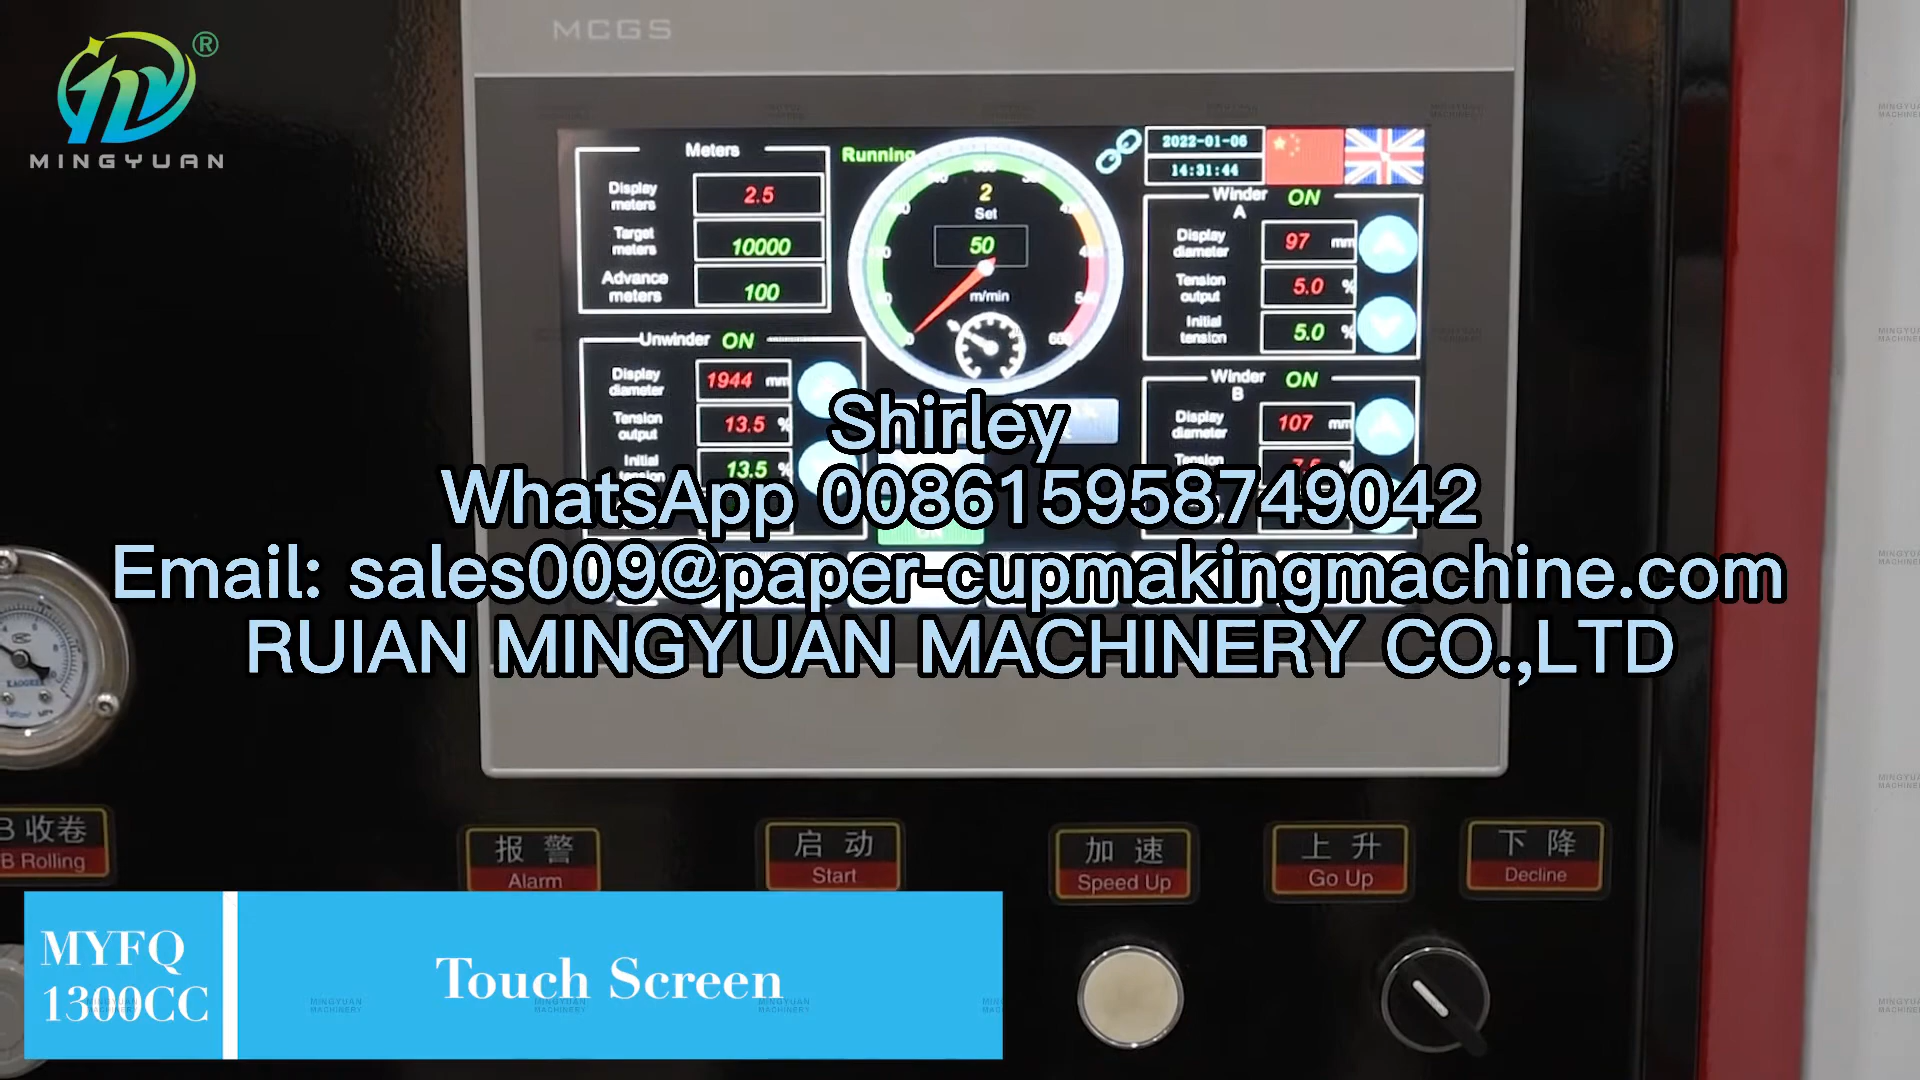 MCGS
®
MINGYUAN
Meters
Display
meters
2.5
Target
meters
10000
Advance
meters
100
Running
2
Set
50
m/min
2022-01-06
14:31:44
Winder
A
ON
Display
diameter
97 mm
Tension
output
5.0 %
Initial
tension
5.0 %
Unwinder ON
Display
diameter
1944 mm
Tension
output
13.5 %
Initial
tension
13.5 %
Winder
B
ON
Display
diameter
107 mm
Tension
Shirley
WhatsApp 008615958749042
Email: sales009@paper-cupmakingmachine.com
RUIAN MINGYUAN MACHINERY CO.,LTD
B 收卷
B Rolling
报 警
Alarm
启 动
Start
加 速
Speed Up
上 升
Go Up
下 降
Decline
MYFQ
1300CC
Touch Screen
MINGYUAN
MACHINERY